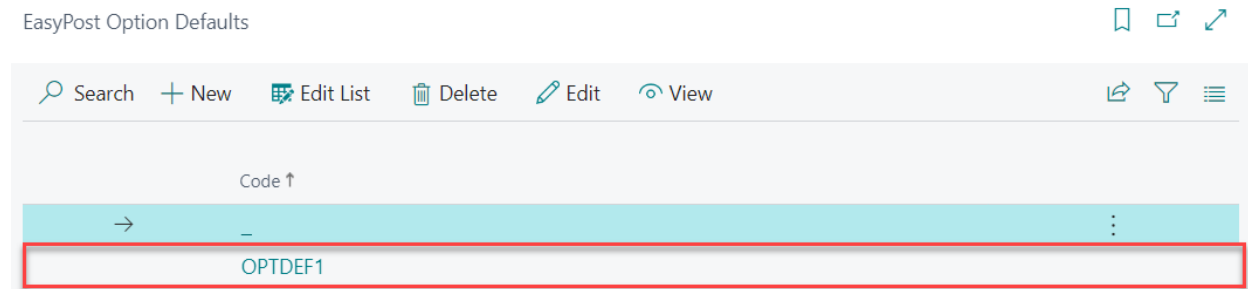 EasyPost Option Defaults
Search New Edit List Delete Edit View
Code ↑
_
OPTDEF1